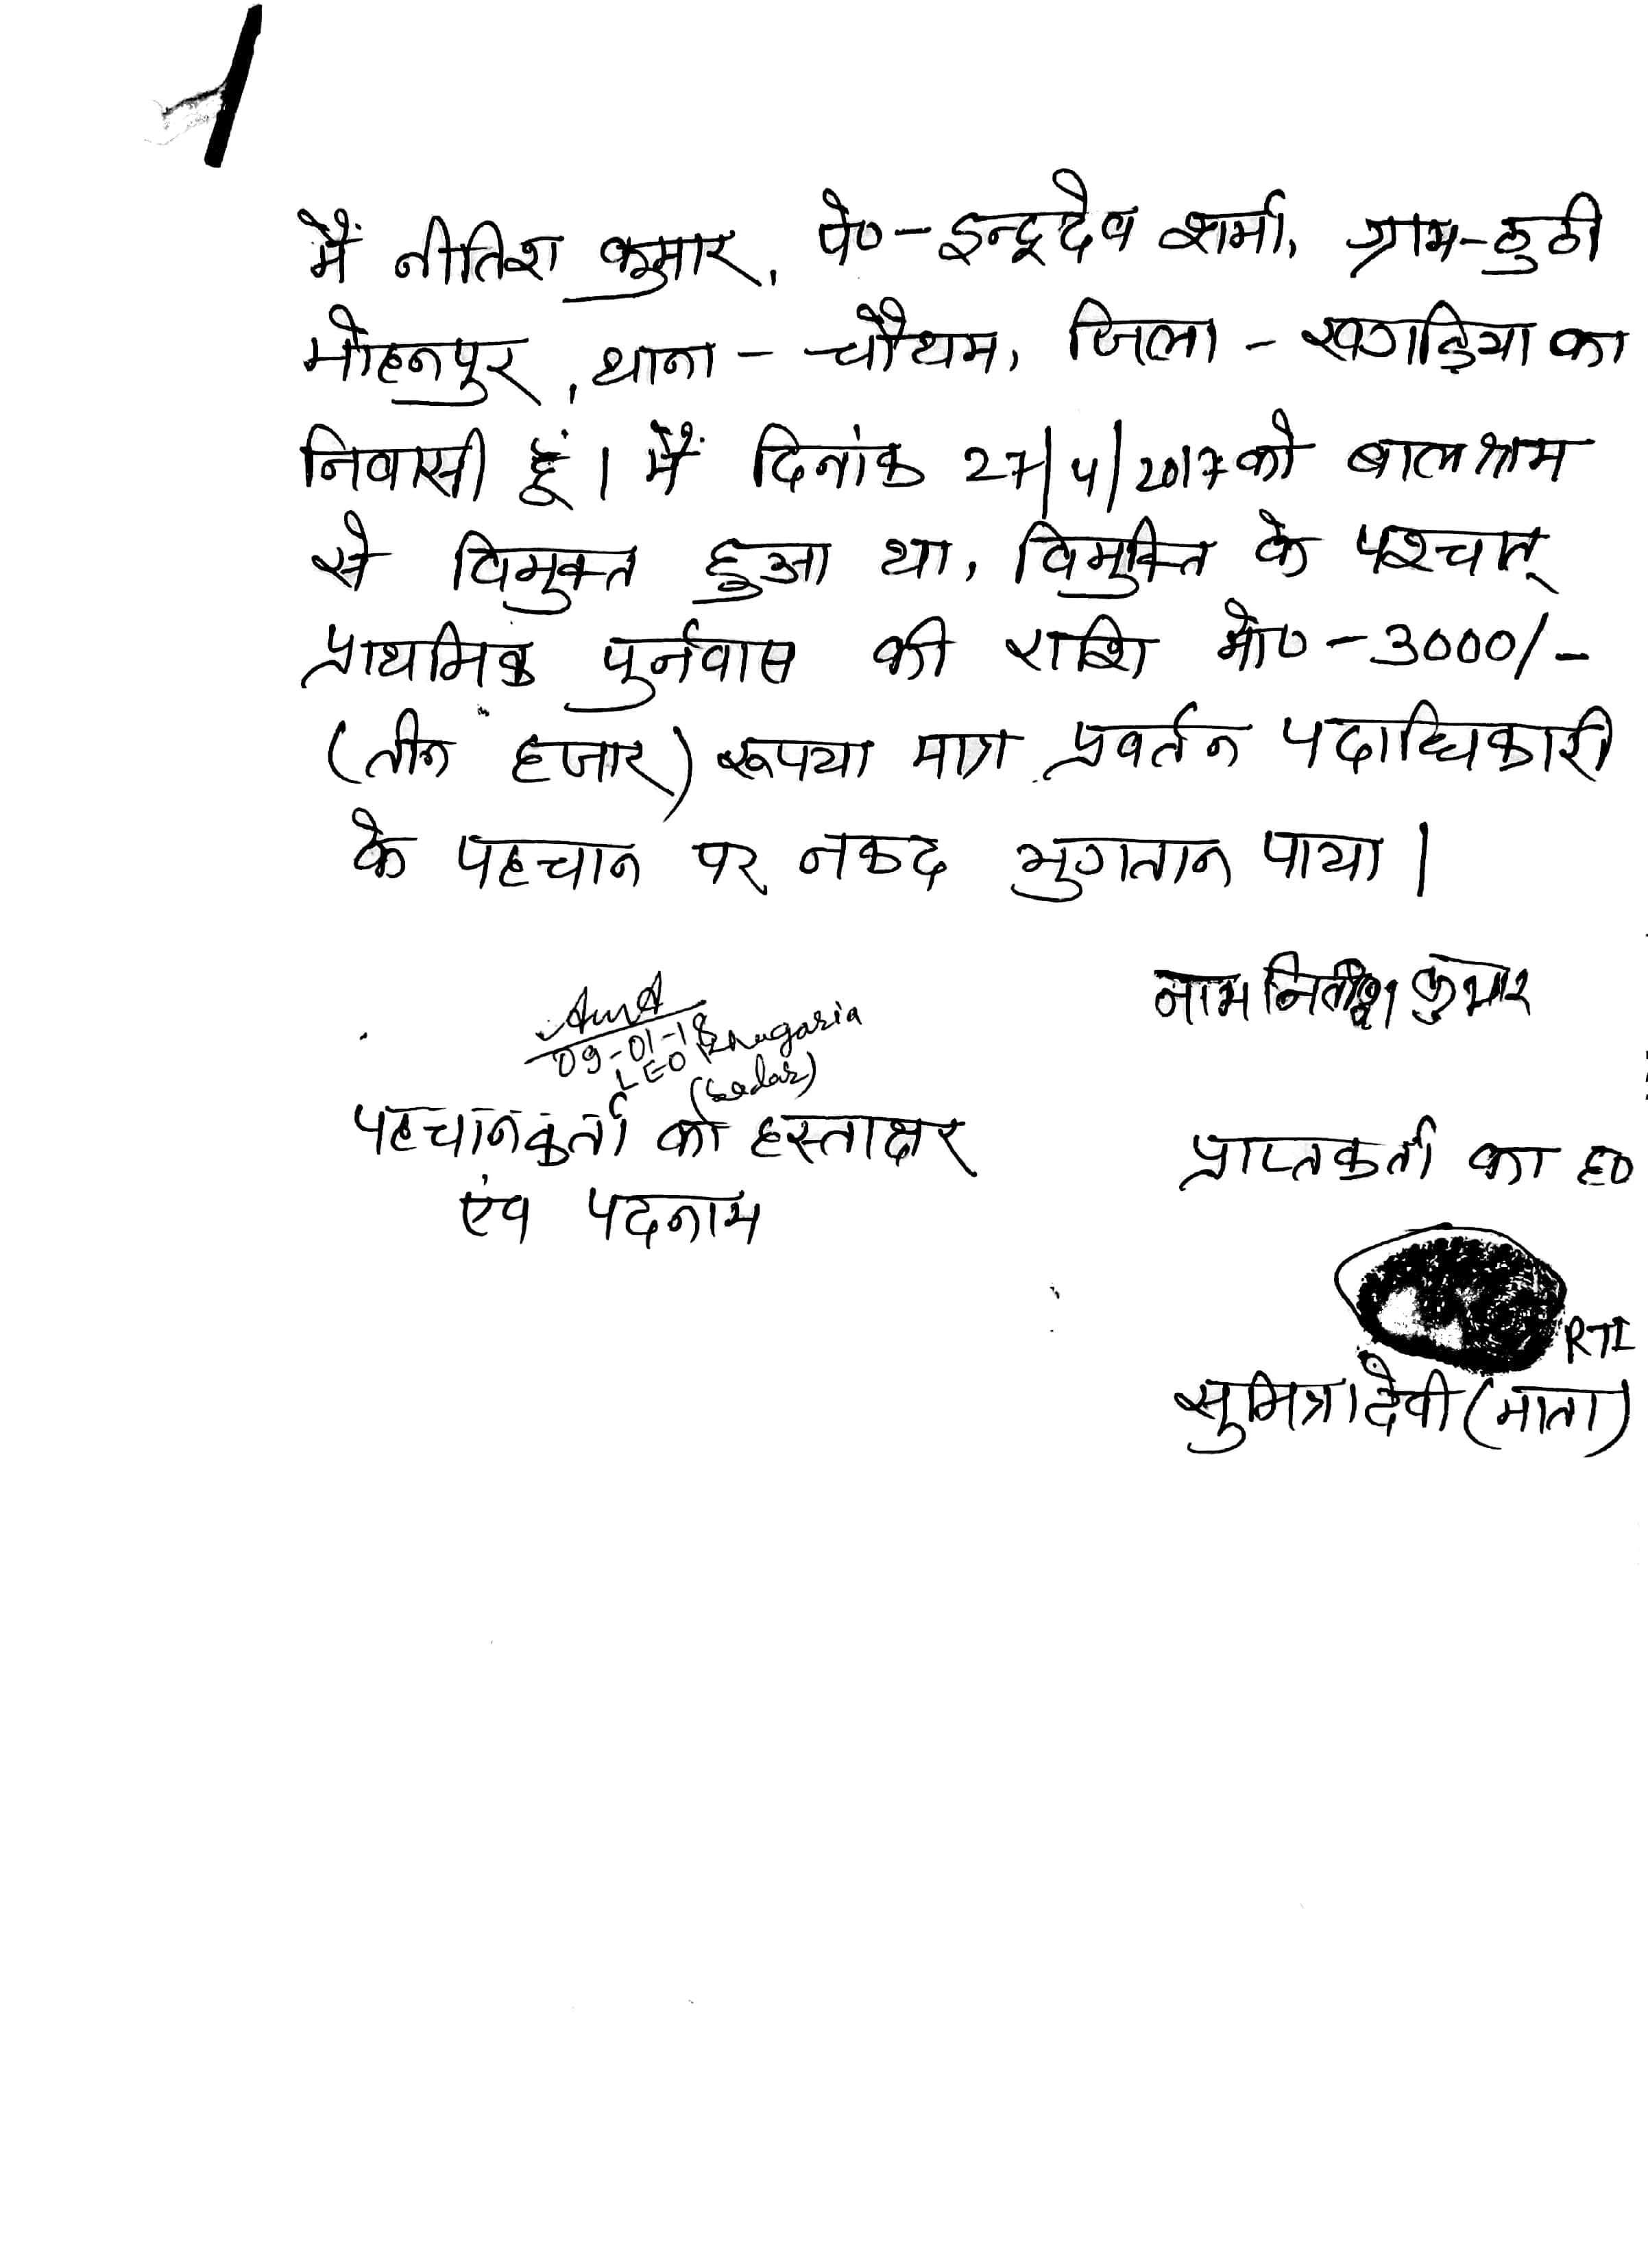 मैं नीतिश कुमार, पे०-इन्द्रदेव शर्मा, ग्राम-ठुठी
मोहनपुर, थाना - चौथम, जिला - खगड़िया का
निवासी हूं। मैं दिनांक 27/4/2017 को बालश्रम
से विमुक्त हुआ था, विमुक्ति के पश्चात्
प्राथमिक पुर्नवास की राशि मो०-3000/-
(तीन हजार) रूपया मात्र प्रवर्तन पदाधिकारी
के पहचान पर नकद भुगतान पाया।
नाम नितीश कुमार
09-01-18
LEO Khagaria
(Sadar)
पहचानकर्ता को हस्ताक्षर
एंव पदनाम
प्राप्तकर्ता का ह०
RTI
सुमित्रा देवी (माता)